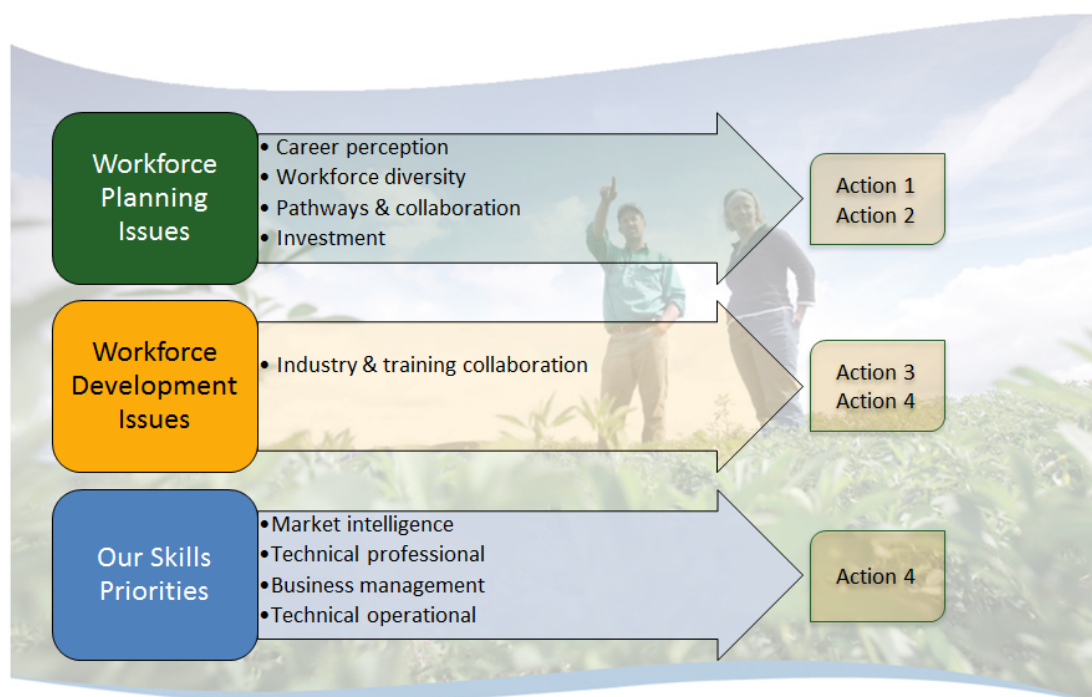 Workforce
Planning
Issues
• Career perception
• Workforce diversity
• Pathways & collaboration
• Investment
Action 1
Action 2
Workforce
Development
Issues
• Industry & training collaboration
Action 3
Action 4
Our Skills
Priorities
•Market intelligence
•Technical professional
•Business management
•Technical operational
Action 4